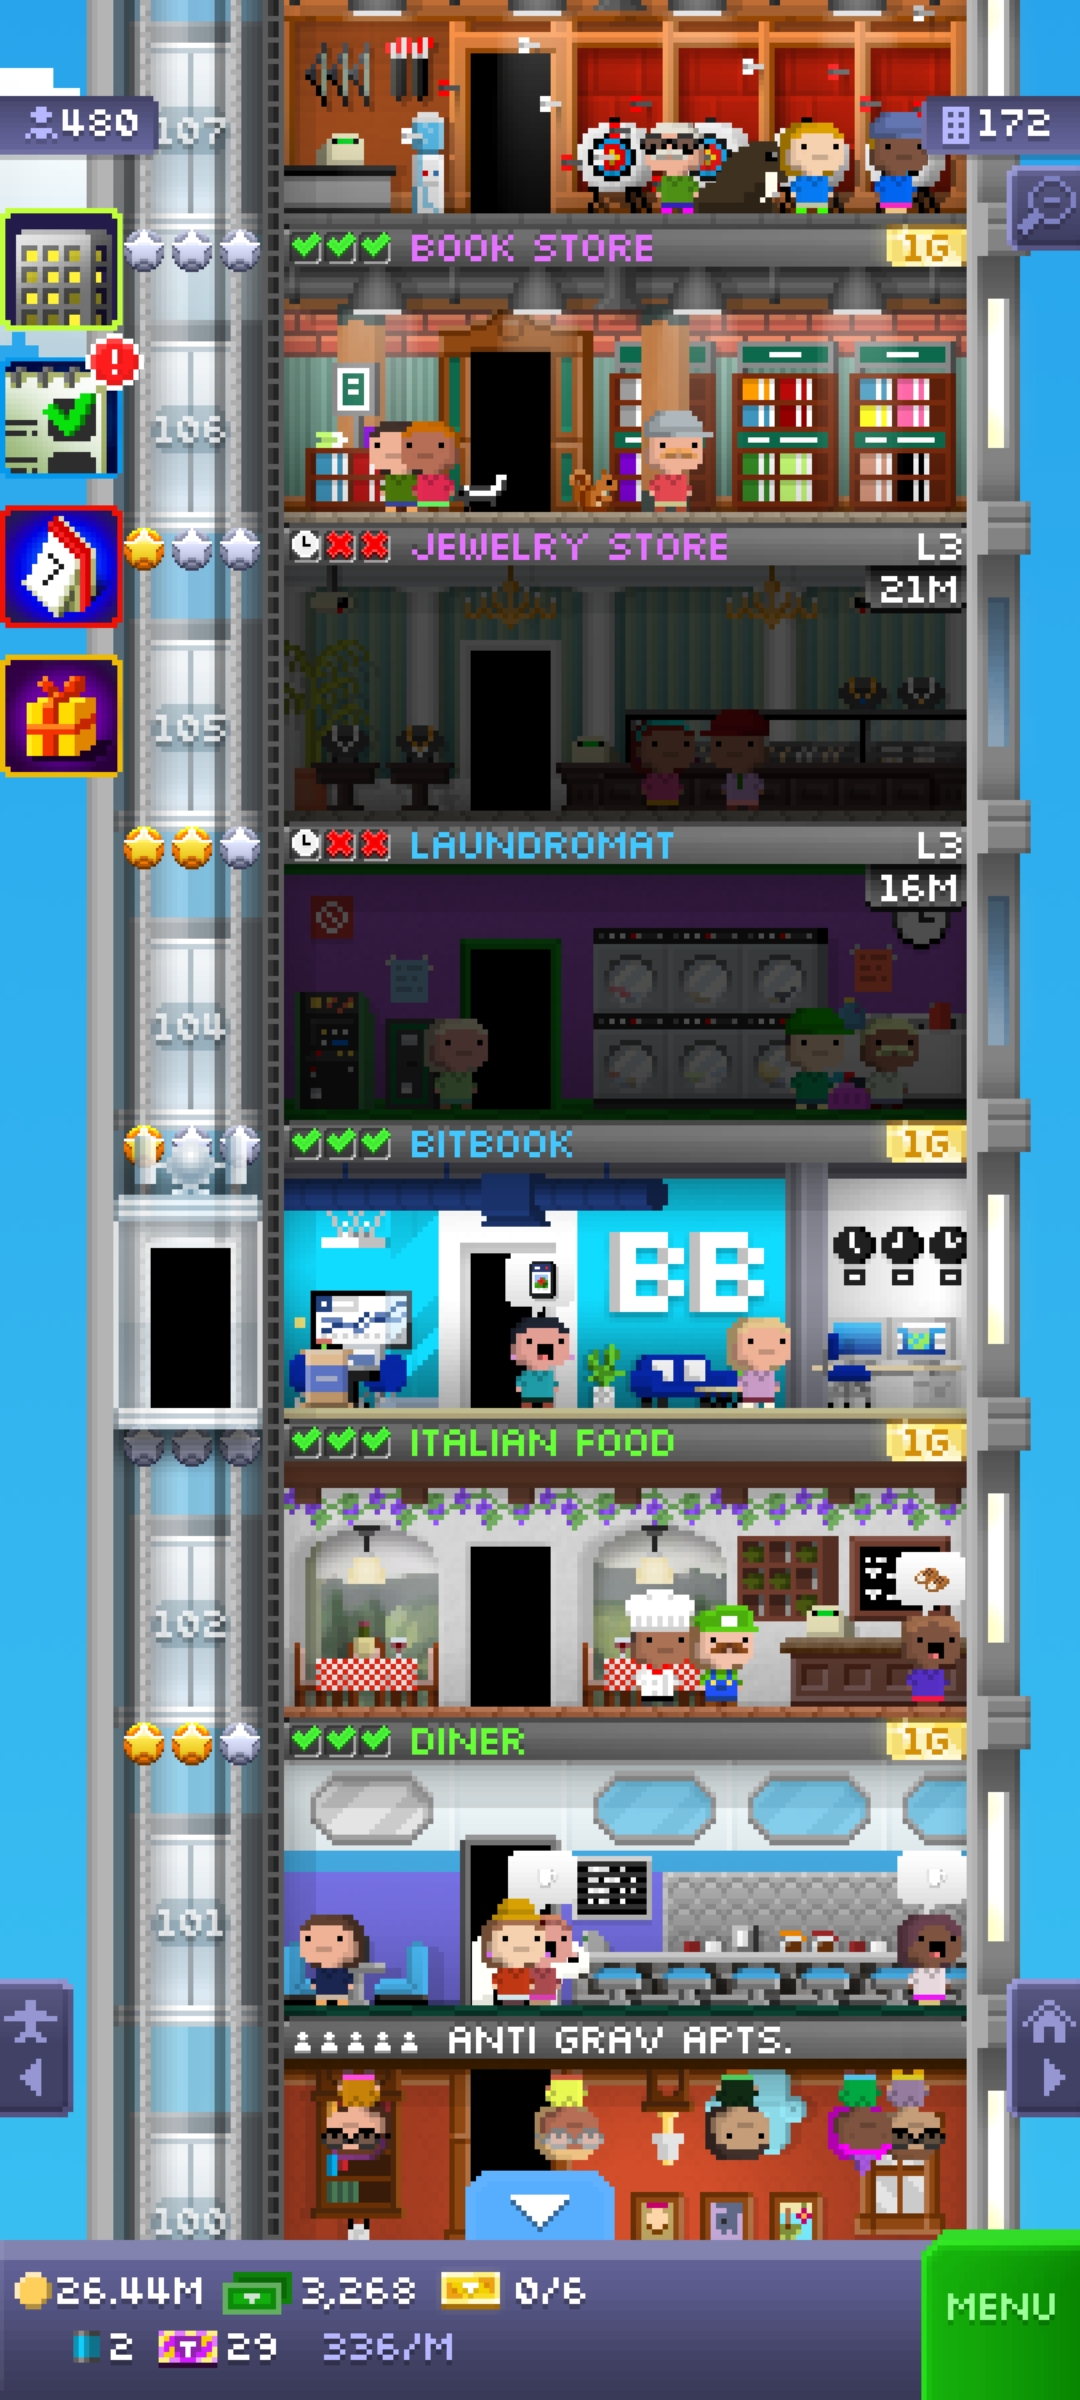 480
107
172
BOOK STORE 1G
106
JEWELRY STORE L3
21M
105
LAUNDROMAT L3
16M
104
BITBOOK 1G
BB
ITALIAN FOOD 1G
102
DINER 1G
101
ANTI GRAV APTS.
100
26.44M 3,268 0/6
2 29 336/M
MENU